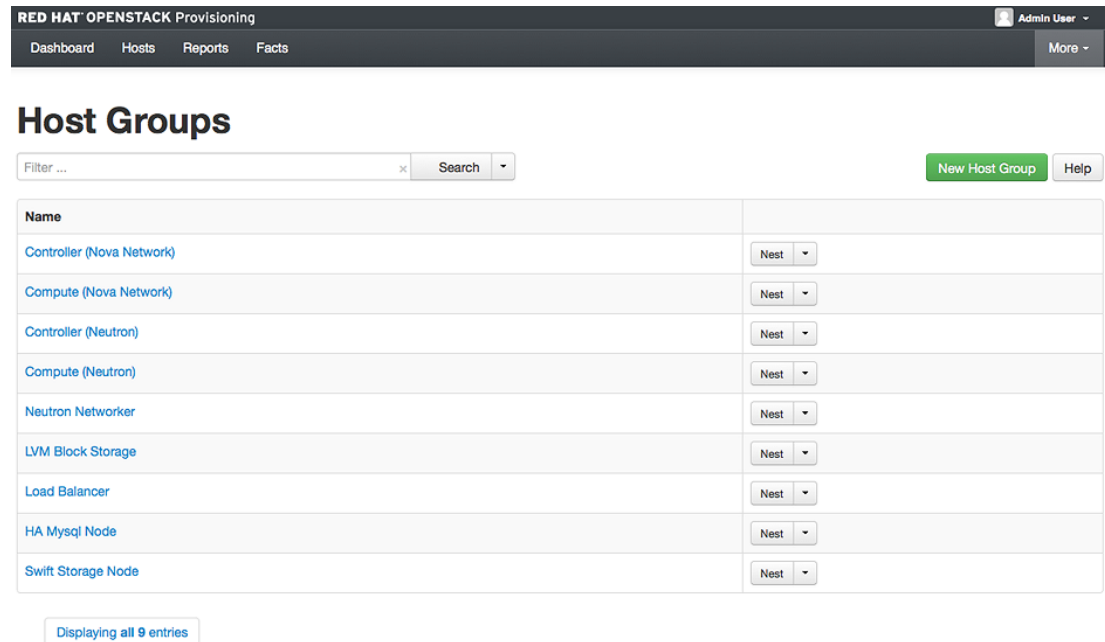 RED HAT OPENSTACK Provisioning
Admin User
Dashboard Hosts Reports Facts More
Host Groups
Filter ... × Search New Host Group Help
Name
Controller (Nova Network) Nest
Compute (Nova Network) Nest
Controller (Neutron) Nest
Compute (Neutron) Nest
Neutron Networker Nest
LVM Block Storage Nest
Load Balancer Nest
HA Mysql Node Nest
Swift Storage Node Nest
Displaying all 9 entries